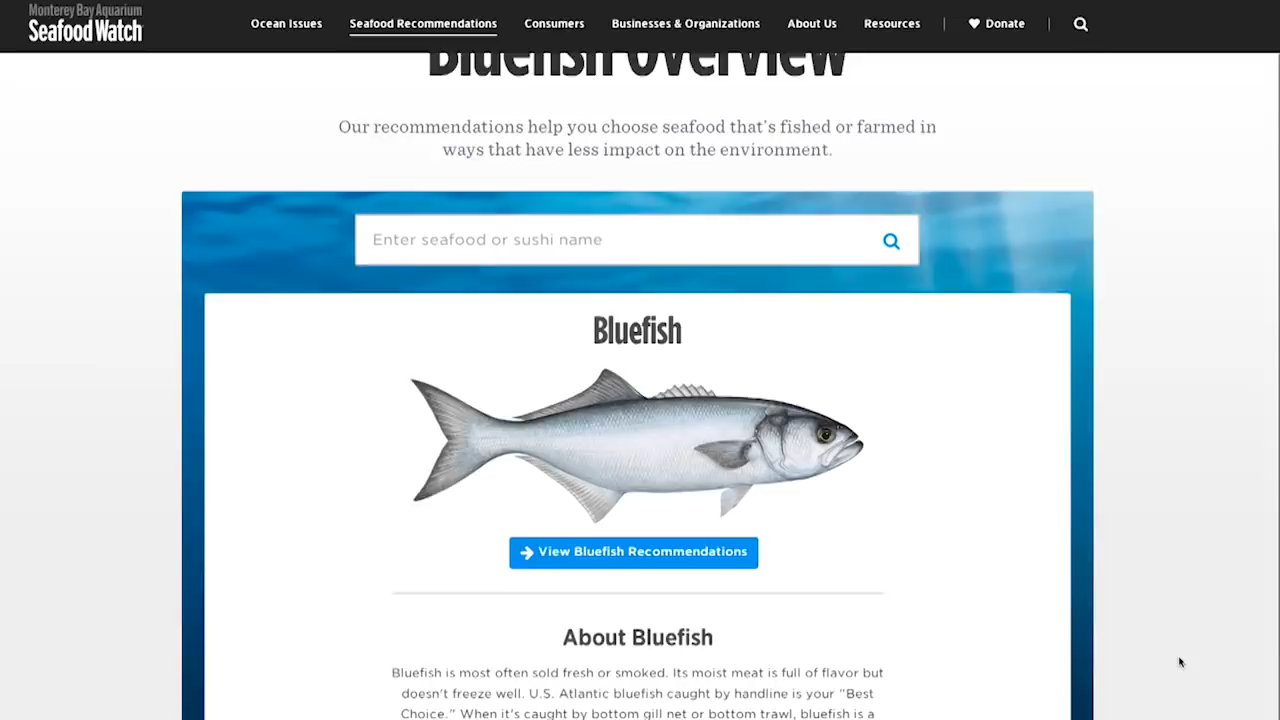 Monterey Bay Aquarium
Seafood Watch
Ocean Issues
Seafood Recommendations
Consumers
Businesses & Organizations
About Us
Resources
Donate
Bluefish Overview
Our recommendations help you choose seafood that's fished or farmed in
ways that have less impact on the environment.
Enter seafood or sushi name
Bluefish
View Bluefish Recommendations
About Bluefish
Bluefish is most often sold fresh or smoked. Its moist meat is full of flavor but
doesn't freeze well. U.S. Atlantic bluefish caught by handline is your "Best
Choice." When it's caught by bottom gill net or bottom trawl, bluefish is a